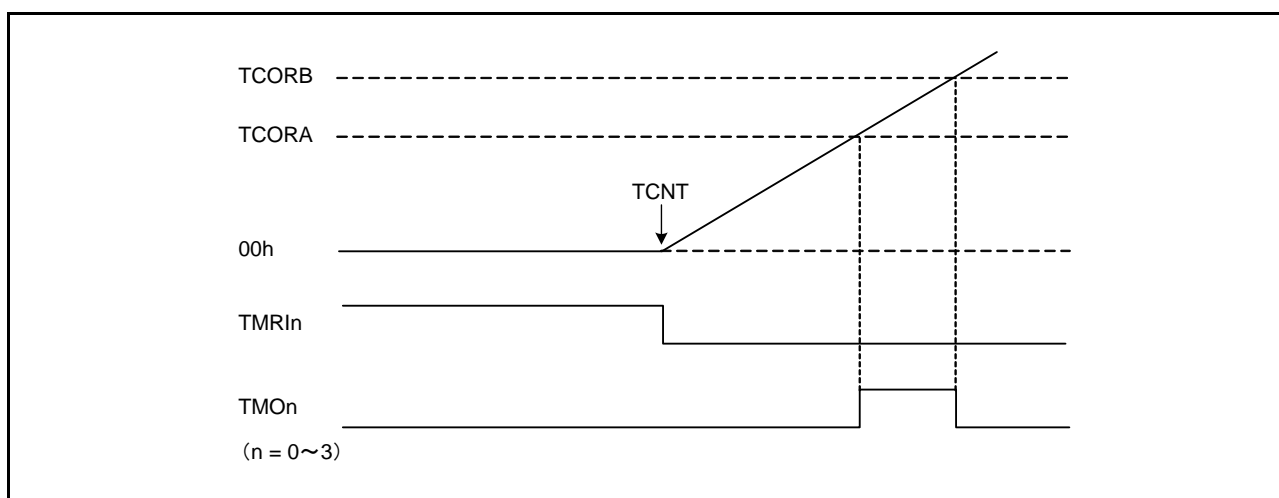 TCORB
TCORA
TCNT
00h
TMRIn
TMOn
（n = 0～3）